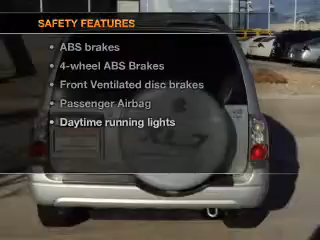 SAFETY FEATURES
• ABS brakes
• 4-wheel ABS Brakes
• Front Ventilated disc brakes
• Passenger Airbag
• Daytime running lights